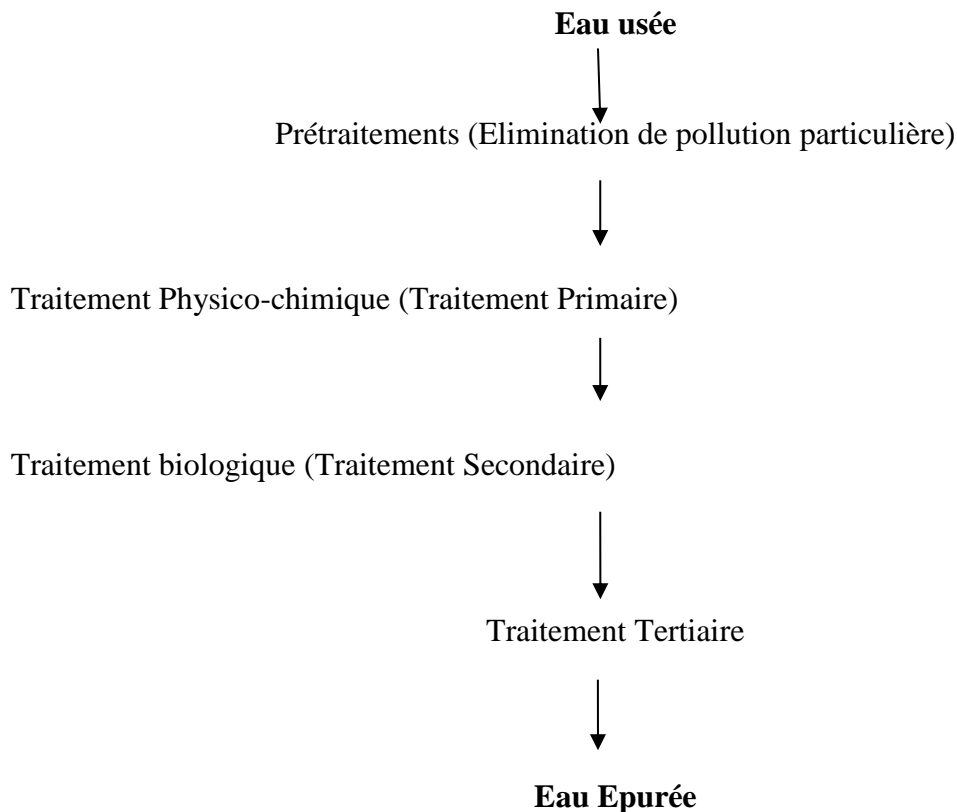 Eau usée
Prétraitements (Elimination de pollution particulière)
Traitement Physico-chimique (Traitement Primaire)
Traitement biologique (Traitement Secondaire)
Traitement Tertiaire
Eau Epurée